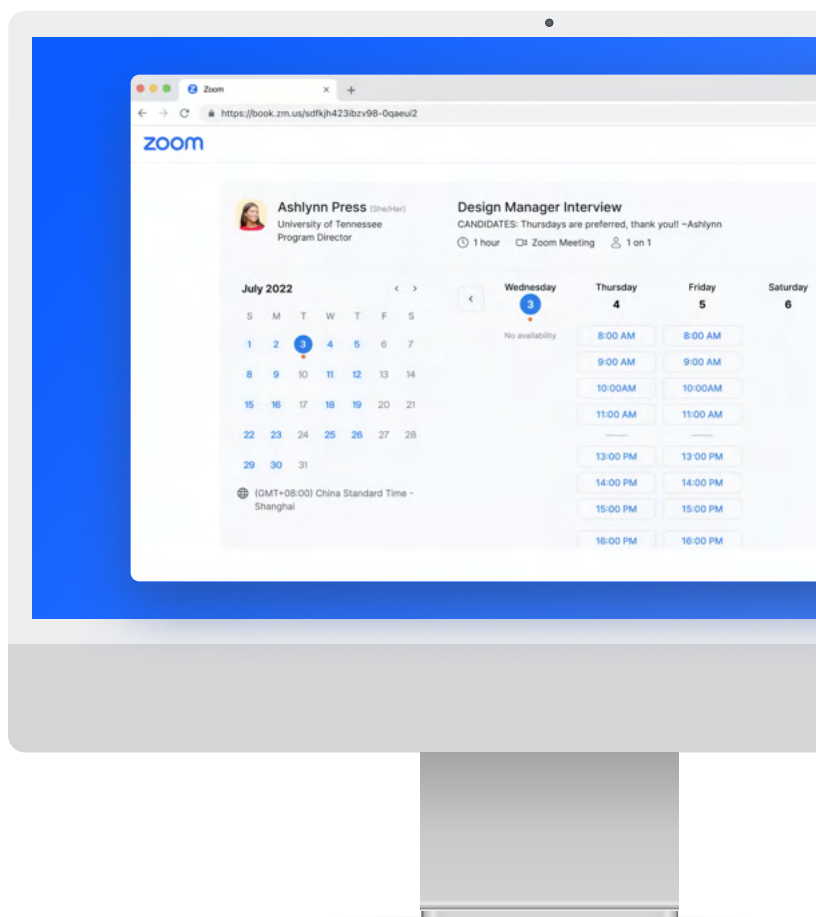 Zoom
https://book.zm.us/sdfkjh423ibzv98-0qaeui2
zoom
Ashlynn Press (She/Her)
University of Tennessee
Program Director
Design Manager Interview
CANDIDATES: Thursdays are preferred, thank you!! ~Ashlynn
1 hour Zoom Meeting 1 on 1
July 2022
S M T W T F S
1 2 3 4 5 6 7
8 9 10 11 12 13 14
15 16 17 18 19 20 21
22 23 24 25 26 27 28
29 30 31
(GMT+08:00) China Standard Time -
Shanghai
Wednesday Thursday Friday Saturday
3 4 5 6
No availability 8:00 AM 8:00 AM
9:00 AM 9:00 AM
10:00AM 10:00AM
11:00 AM 11:00 AM
13:00 PM 13:00 PM
14:00 PM 14:00 PM
15:00 PM 15:00 PM
16:00 PM 16:00 PM